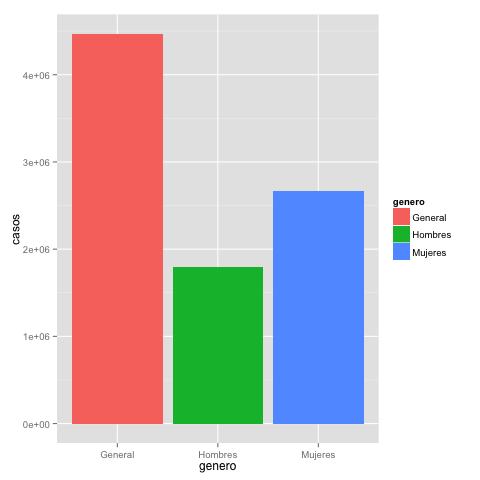 4e+06
3e+06
2e+06
1e+06
0e+00
casos
General
Hombres
Mujeres
genero
genero
General
Hombres
Mujeres